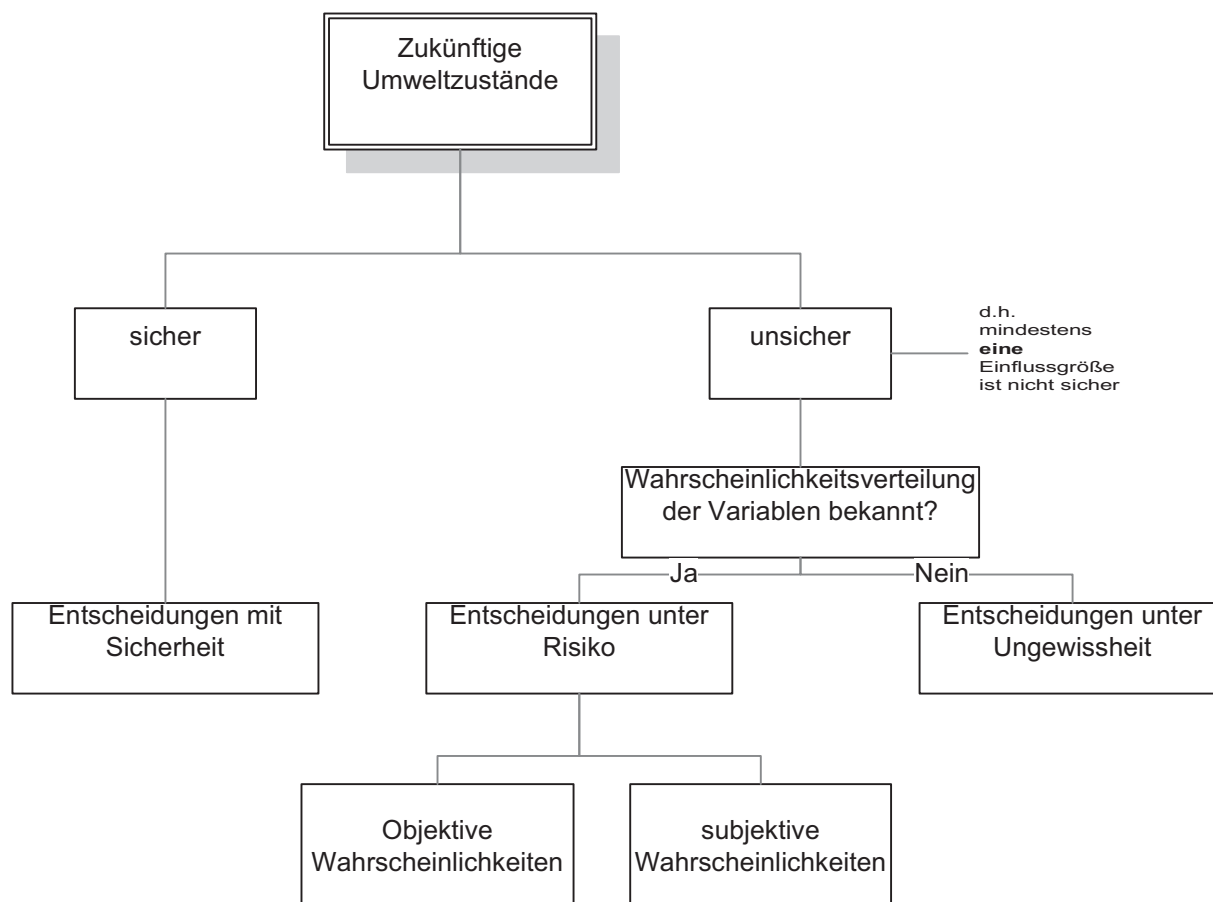 Zukünftige
Umweltzustände
sicher
unsicher
d.h.
mindestens
eine
Einflussgröße
ist nicht sicher
Wahrscheinlichkeitsverteilung
der Variablen bekannt?
Ja
Nein
Entscheidungen mit
Sicherheit
Entscheidungen unter
Risiko
Entscheidungen unter
Ungewissheit
Objektive
Wahrscheinlichkeiten
subjektive
Wahrscheinlichkeiten